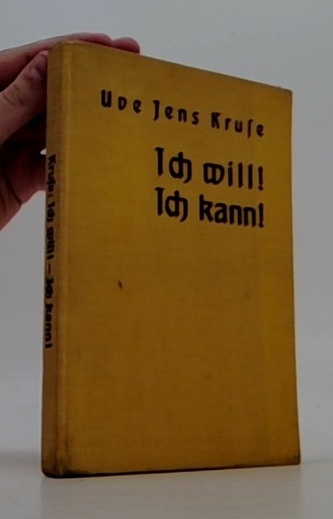 Uve Jens Kruſe
Ich will!
Ich kann!
Kruſe: Ich will! – Ich kann!